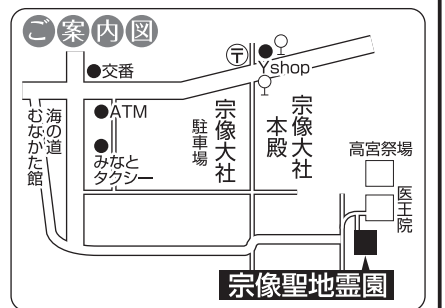 ご案内図
交番
〒
Yshop
ATM
みなと
タクシー
海の道
むなかた館
宗像大社
駐車場
宗像大社
本殿
高宮祭場
医王院
宗像聖地霊園